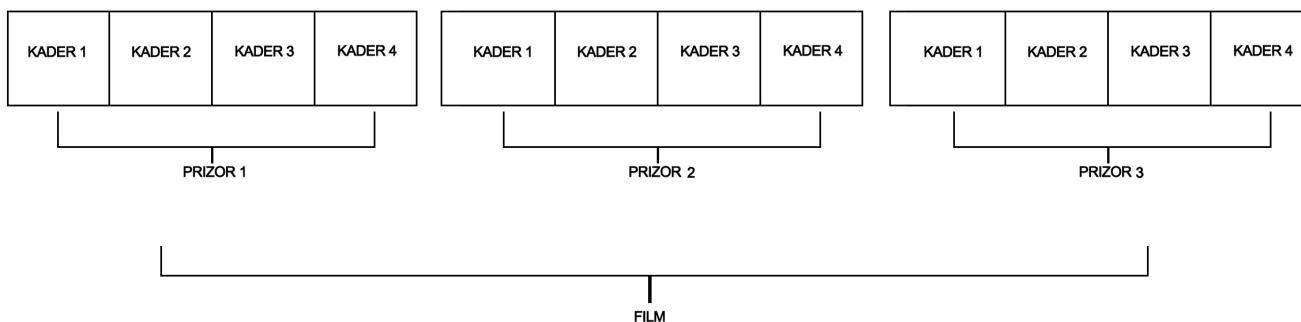 KADER 1 KADER 2 KADER 3 KADER 4 KADER 1 KADER 2 KADER 3 KADER 4 KADER 1 KADER 2 KADER 3 KADER 4
PRIZOR 1 PRIZOR 2 PRIZOR 3
FILM